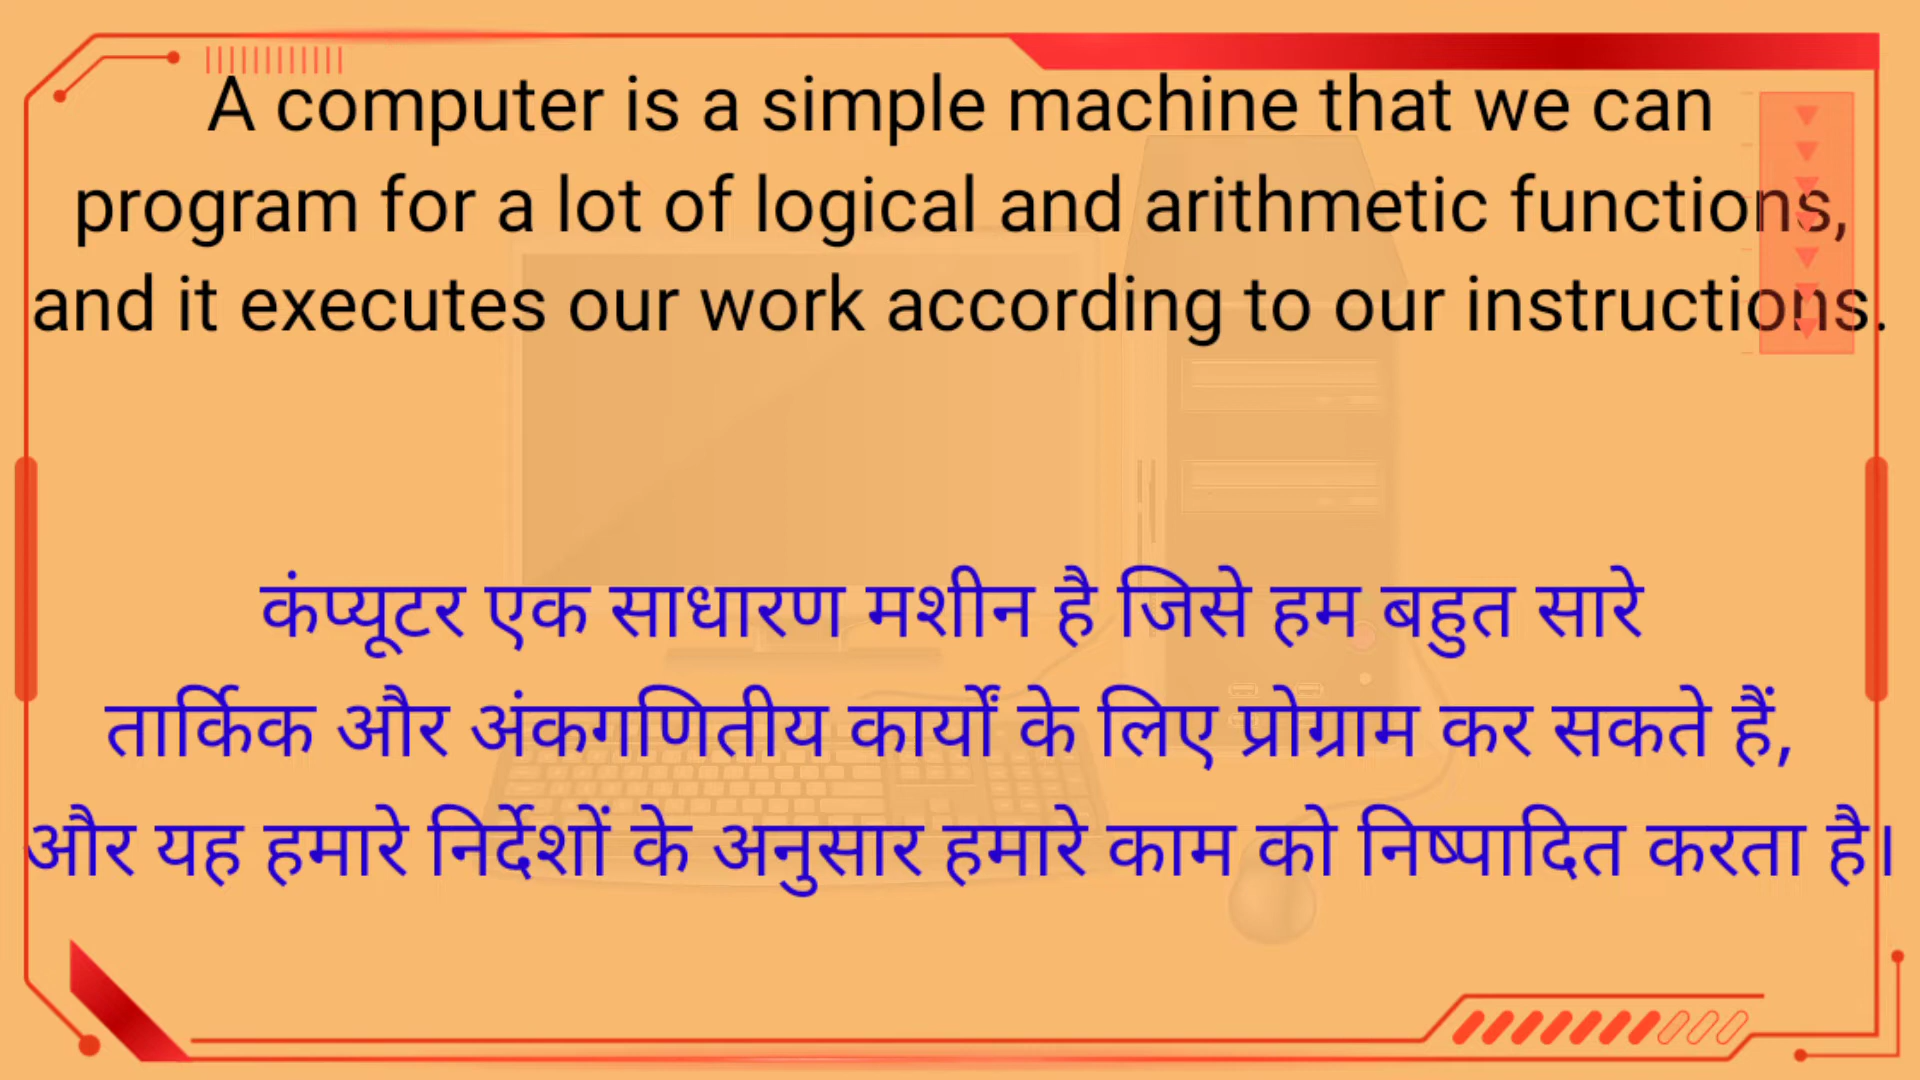 A computer is a simple machine that we can
program for a lot of logical and arithmetic functions,
and it executes our work according to our instructions.
कंप्यूटर एक साधारण मशीन है जिसे हम बहुत सारे
तार्किक और अंकगणितीय कार्यों के लिए प्रोग्राम कर सकते हैं,
और यह हमारे निर्देशों के अनुसार हमारे काम को निष्पादित करता है।